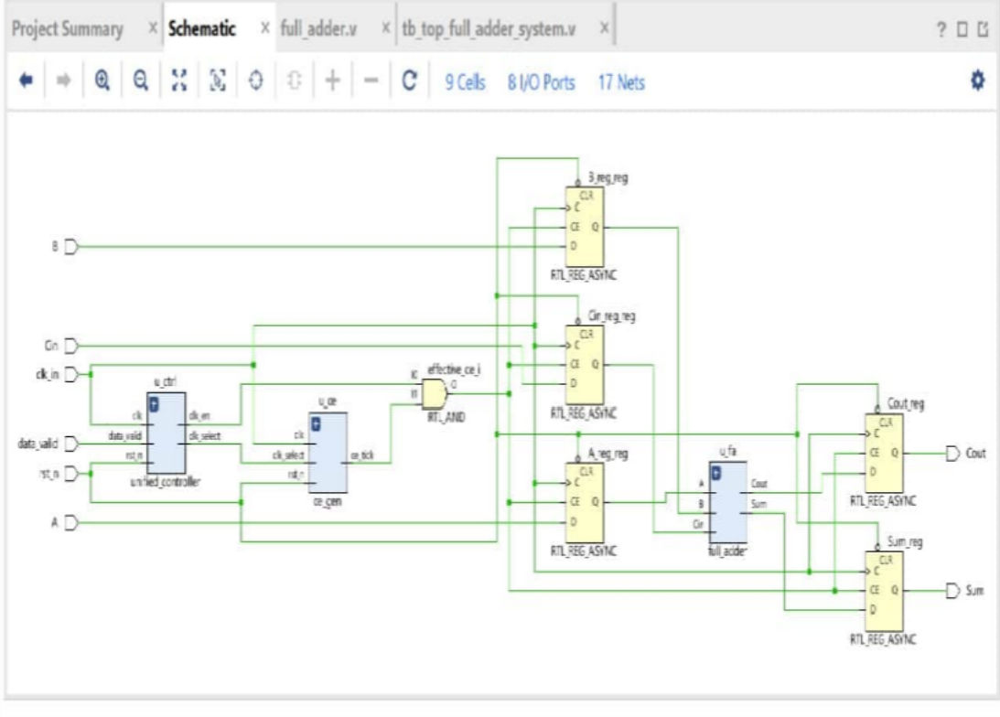 Project Summary × Schematic × full_adder.v × tb_top_full_adder_system.v × ?
9 Cells 8 I/O Ports 17 Nets
B_reg_reg
CLR
C
CE Q
D
RTL_REG_ASYNC
B
Cin_reg_reg
CLR
C
CE Q
D
RTL_REG_ASYNC
Cin
clk_in
data_valid
rst_n
A
u_ctrl
clk clk_en
data_valid clk_select
rst_n
unified_controller
u_ce
clk
clk_select ce_tick
rst_n
ce_gen
effective_ce_i
I0 O
I1
RTL_AND
A_reg_reg
CLR
C
CE Q
D
RTL_REG_ASYNC
u_fa
A Cout
B Sum
Cin
full_adder
Cout_reg
CLR
C
CE Q
D
RTL_REG_ASYNC
Cout
Sum_reg
CLR
C
CE Q
D
RTL_REG_ASYNC
Sum